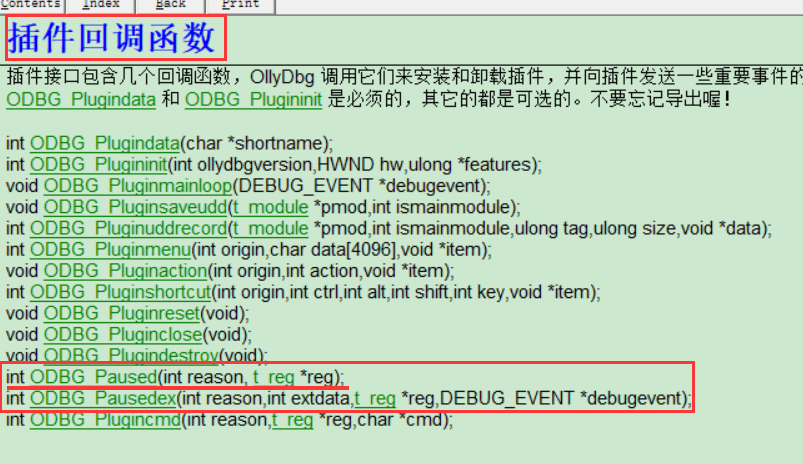 Contents Index Back Print
插件回调函数
插件接口包含几个回调函数，OllyDbg 调用它们来安装和卸载插件，并向插件发送一些重要事件的
ODBG_Plugindata 和 ODBG_Plugininit 是必须的，其它的都是可选的。不要忘记导出喔！
int ODBG_Plugindata(char *shortname);
int ODBG_Plugininit(int ollydbgversion,HWND hw,ulong *features);
void ODBG_Pluginmainloop(DEBUG_EVENT *debugevent);
void ODBG_Pluginsaveudd(t_module *pmod,int ismainmodule);
int ODBG_Pluginuddrecord(t_module *pmod,int ismainmodule,ulong tag,ulong size,void *data);
int ODBG_Pluginmenu(int origin,char data[4096],void *item);
void ODBG_Pluginaction(int origin,int action,void *item);
int ODBG_Pluginshortcut(int origin,int ctrl,int alt,int shift,int key,void *item);
void ODBG_Pluginreset(void);
void ODBG_Pluginclose(void);
void ODBG_Plugindestroy(void);
int ODBG_Paused(int reason, t_reg *reg);
int ODBG_Pausedex(int reason,int extdata,t_reg *reg,DEBUG_EVENT *debugevent);
int ODBG_Plugincmd(int reason,t_reg *reg,char *cmd);